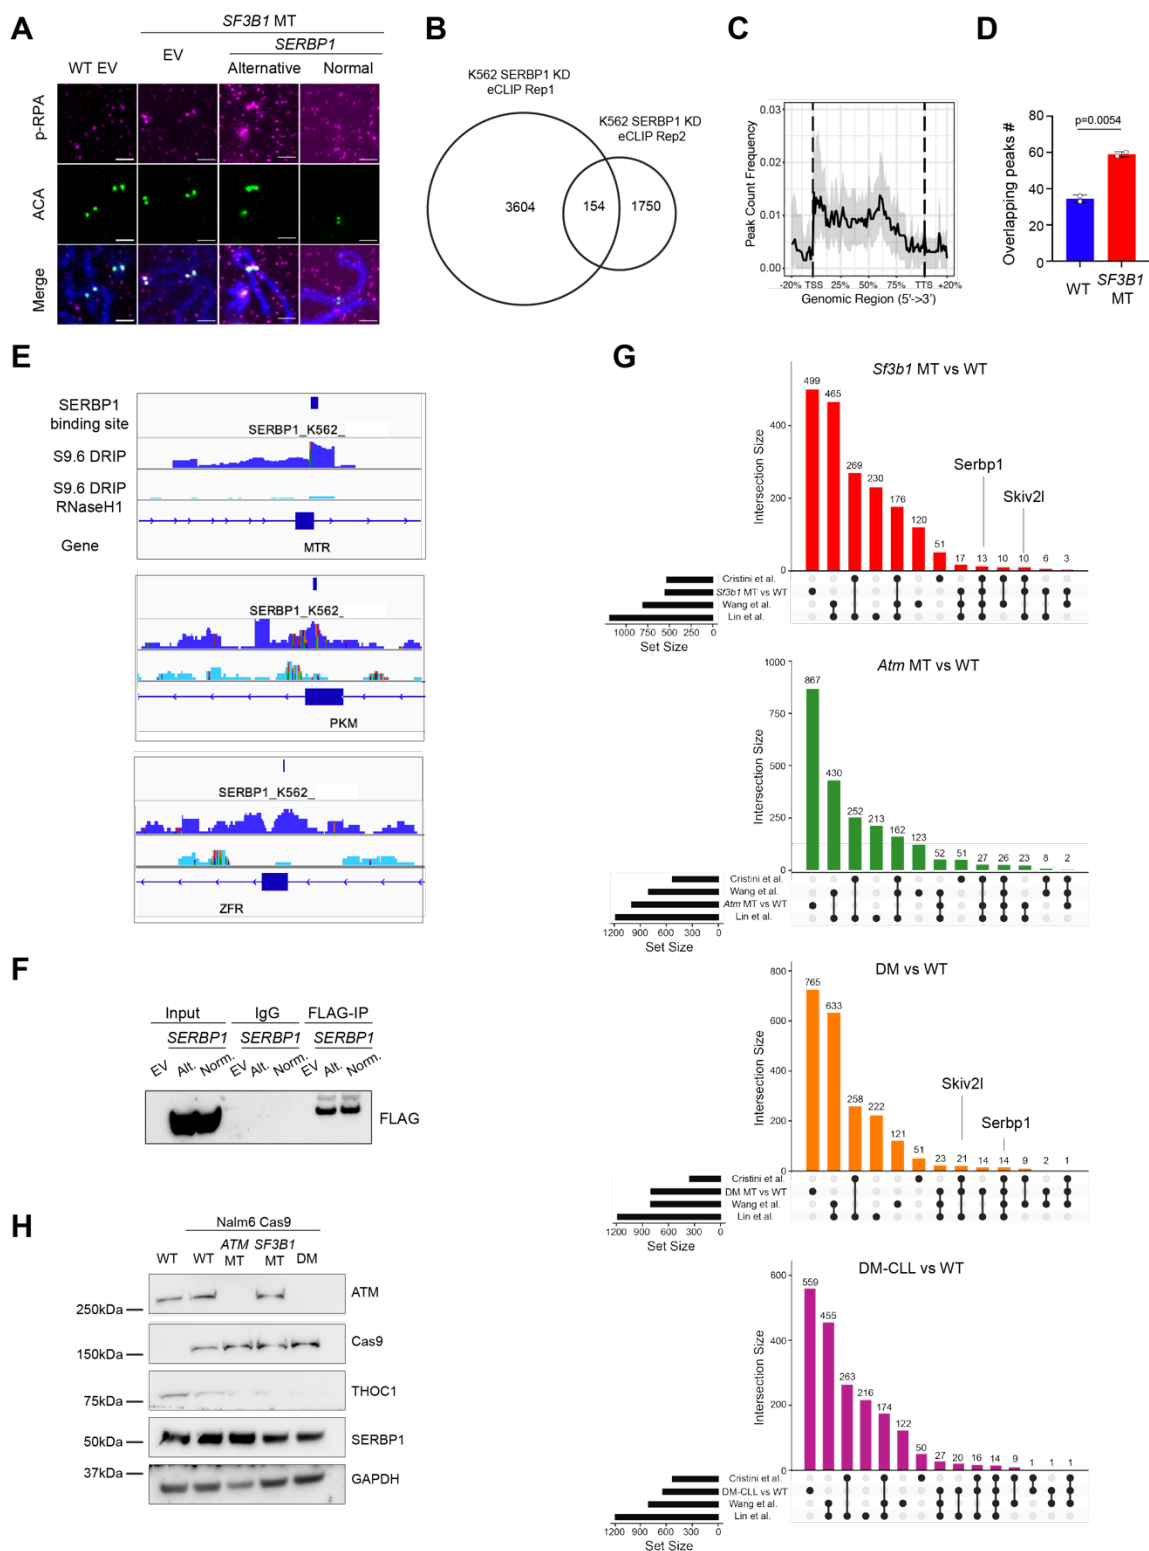 A
SF3B1 MT
SERBP1
WT EV
EV
Alternative
Normal
p-RPA
ACA
Merge
B
K562 SERBP1 KD
eCLIP Rep1
K562 SERBP1 KD
eCLIP Rep2
3604
154
1750
C
Peak Count Frequency
0.03
0.02
0.01
0.00
-20% TSS 25% 50% 75% TTS +20%
Genomic Region (5'->3')
D
p=0.0054
Overlapping peaks #
80
60
40
20
0
WT
SF3B1
MT
E
SERBP1
binding site
SERBP1_K562_
S9.6 DRIP
S9.6 DRIP
RNaseH1
Gene
MTR
SERBP1_K562_
PKM
SERBP1_K562_
ZFR
F
Input IgG FLAG-IP
SERBP1 SERBP1 SERBP1
EV Alt. Norm. EV Alt. Norm. EV Alt. Norm.
FLAG
G
Sf3b1 MT vs WT
Intersection Size
400
200
0
499 465 269 230 176 120 51 17 13 10 10 6 3
Serbp1
Skiv2l
Cristini et al.
Sf3b1 MT vs WT
Wang et al.
Lin et al.
1000 750 500 250 0
Set Size
Atm MT vs WT
Intersection Size
1000
750
500
250
0
867 430 252 213 162 123 52 51 27 26 23 8 2
Cristini et al.
Wang et al.
Atm MT vs WT
Lin et al.
1200 900 600 300 0
Set Size
DM vs WT
Intersection Size
800
600
400
200
0
765 633 258 222 121 51 23 21 14 14 9 2 1
Skiv2l
Serbp1
Cristini et al.
DM MT vs WT
Wang et al.
Lin et al.
1200 900 600 300 0
Set Size
DM-CLL vs WT
Intersection Size
600
400
200
0
559 455 263 216 174 122 50 27 20 16 14 9 1 1 1
Cristini et al.
DM-CLL vs WT
Wang et al.
Lin et al.
1200 900 600 300 0
Set Size
H
Nalm6 Cas9
WT WT ATM MT SF3B1 MT DM
250kDa
ATM
150kDa
Cas9
75kDa
THOC1
50kDa
SERBP1
37kDa
GAPDH